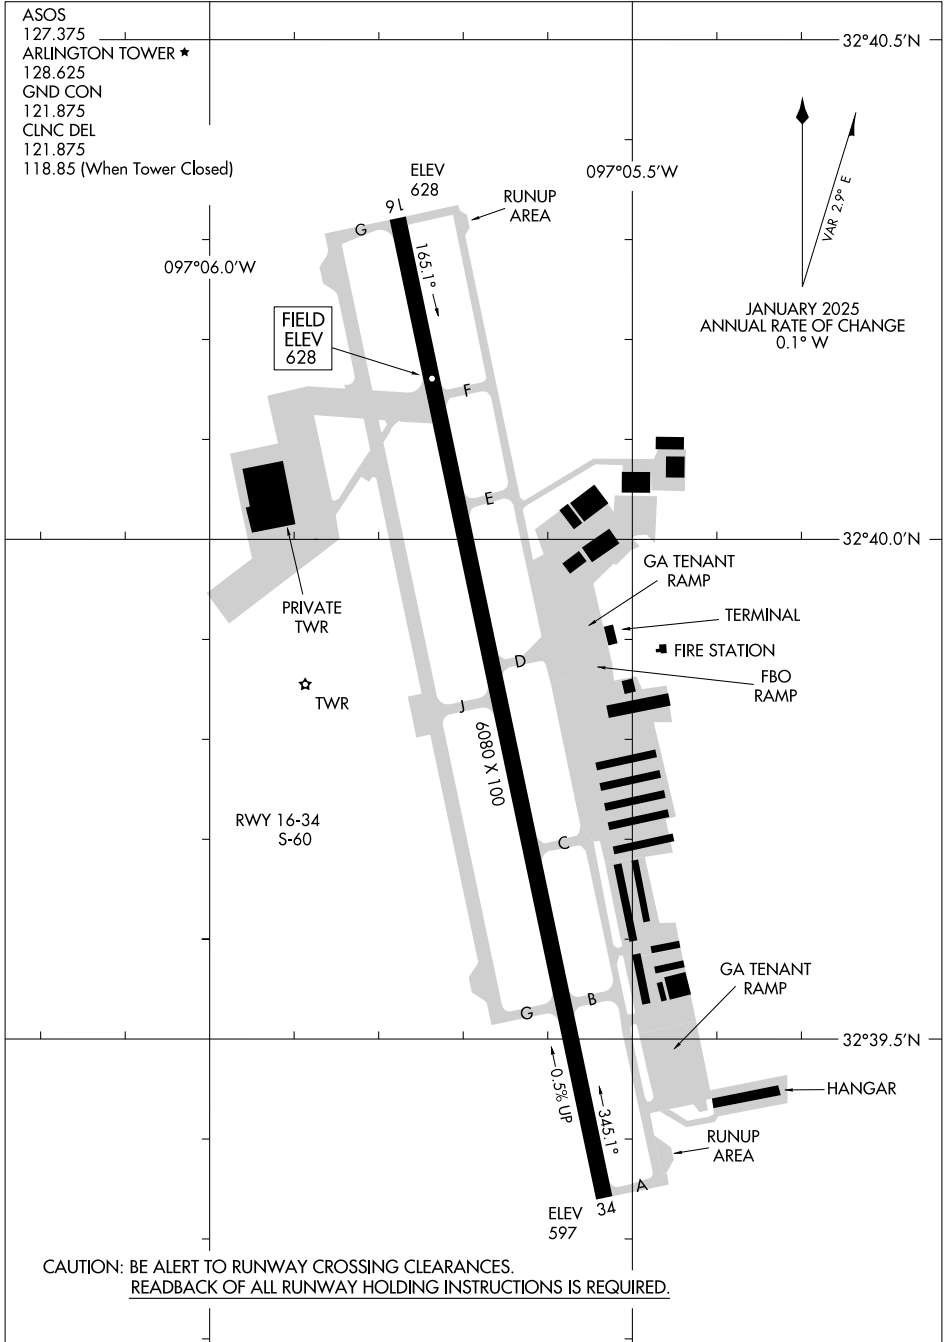 ASOS
127.375
ARLINGTON TOWER ★
128.625
GND CON
121.875
CLNC DEL
121.875
118.85 (When Tower Closed)
32°40.5'N
VAR 2.9° E
097°05.5'W
ELEV
628
RUNUP
AREA
16
G
165.1°
097°06.0'W
JANUARY 2025
ANNUAL RATE OF CHANGE
0.1° W
FIELD
ELEV
628
F
E
32°40.0'N
GA TENANT
RAMP
PRIVATE
TWR
TERMINAL
FIRE STATION
D
FBO
RAMP
TWR
J
6080 X 100
RWY 16-34
S-60
C
GA TENANT
RAMP
B
G
32°39.5'N
0.5% UP
345.1°
HANGAR
RUNUP
AREA
A
34
ELEV
597
CAUTION: BE ALERT TO RUNWAY CROSSING CLEARANCES.
READBACK OF ALL RUNWAY HOLDING INSTRUCTIONS IS REQUIRED.